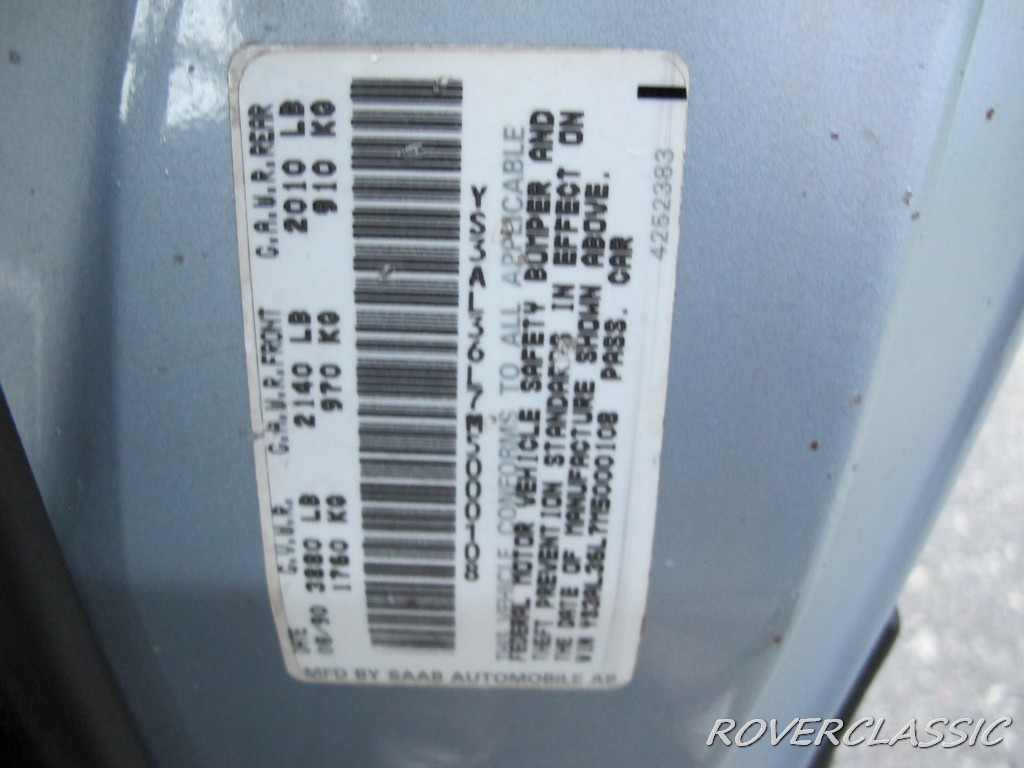 DATE G.V.W.R. G.A.W.R.FRONT G.A.W.R.REAR
08/90 3880 LB 2140 LB 2010 LB
1760 KG 970 KG 910 KG
YS3AL36L7M5000108
THIS VEHICLE CONFORMS TO ALL APPLICABLE
FEDERAL MOTOR VEHICLE SAFETY BUMPER AND
THEFT PREVENTION STANDARDS IN EFFECT ON
THE DATE OF MANUFACTURE SHOWN ABOVE.
VIN YS3AL36L7M5000108 PASS. CAR
4252383
MFD BY SAAB AUTOMOBILE AB
ROVERCLASSIC